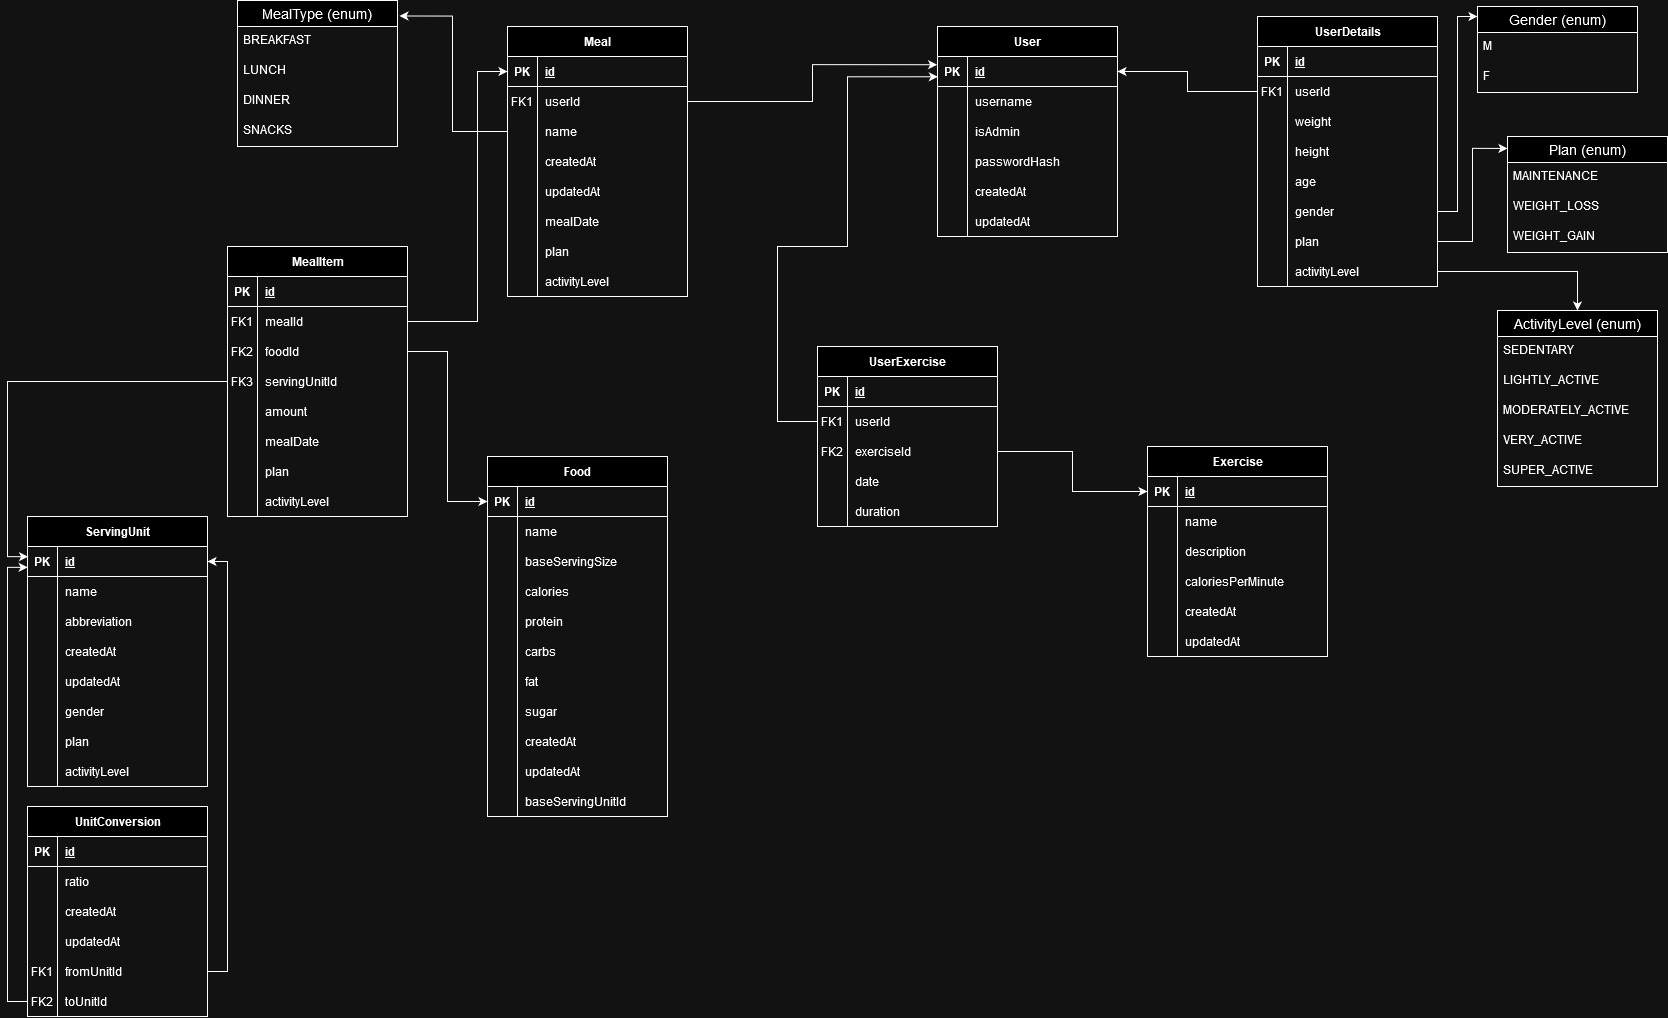 MealType (enum)
BREAKFAST
LUNCH
DINNER
SNACKS
Meal
PK id
FK1 userId
name
createdAt
updatedAt
mealDate
plan
activityLevel
User
PK id
username
isAdmin
passwordHash
createdAt
updatedAt
UserDetails
PK id
FK1 userId
weight
height
age
gender
plan
activityLevel
Gender (enum)
M
F
Plan (enum)
MAINTENANCE
WEIGHT_LOSS
WEIGHT_GAIN
ActivityLevel (enum)
SEDENTARY
LIGHTLY_ACTIVE
MODERATELY_ACTIVE
VERY_ACTIVE
SUPER_ACTIVE
MealItem
PK id
FK1 mealId
FK2 foodId
FK3 servingUnitId
amount
mealDate
plan
activityLevel
UserExercise
PK id
FK1 userId
FK2 exerciseId
date
duration
Exercise
PK id
name
description
caloriesPerMinute
createdAt
updatedAt
Food
PK id
name
baseServingSize
calories
protein
carbs
fat
sugar
createdAt
updatedAt
baseServingUnitId
ServingUnit
PK id
name
abbreviation
createdAt
updatedAt
gender
plan
activityLevel
UnitConversion
PK id
ratio
createdAt
updatedAt
FK1 fromUnitId
FK2 toUnitId